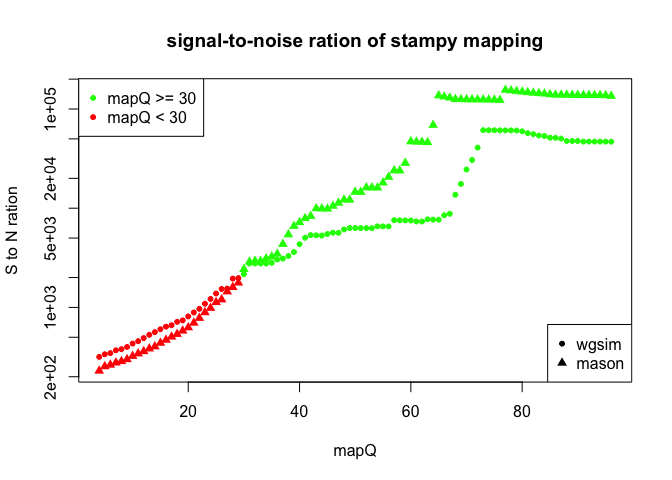 signal-to-noise ration of stampy mapping
mapQ >= 30
mapQ < 30
S to N ration
1e+05
2e+04
5e+03
1e+03
2e+02
wgsim
mason
20 40 60 80
mapQ